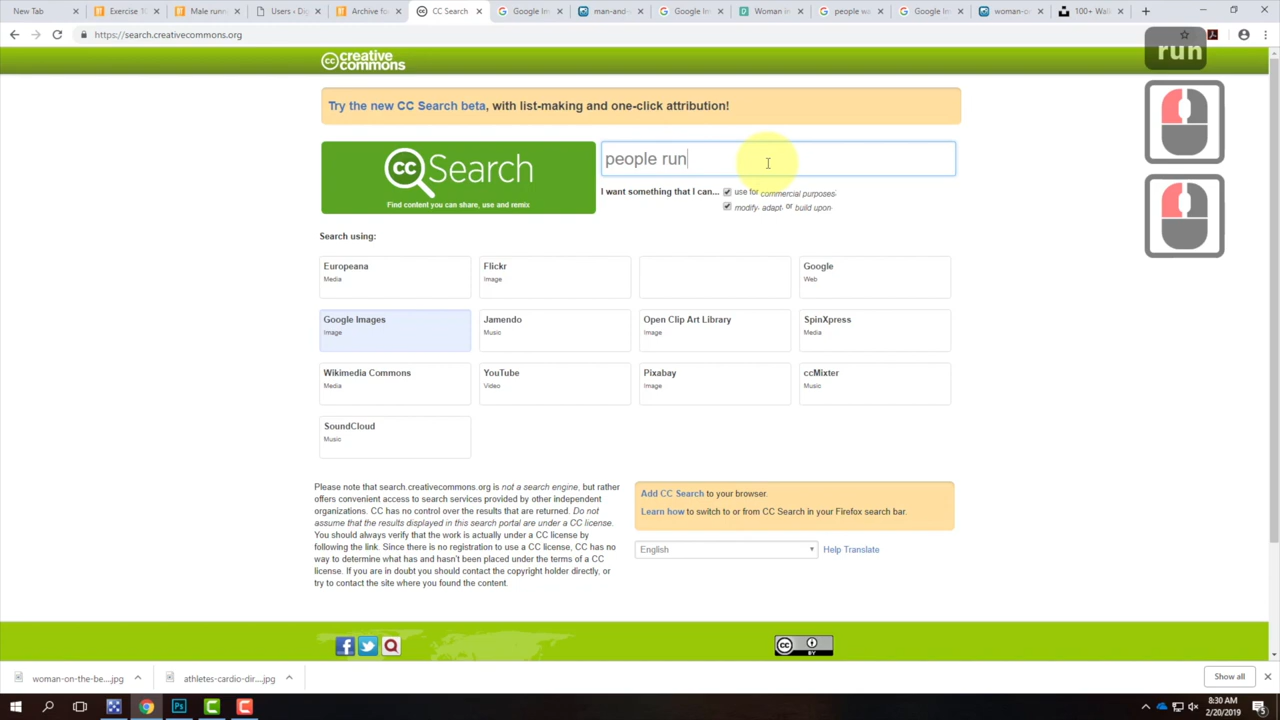 New Tab
Exercise 10
Male runn
Users ‹ Dig
Archive for
CC Search
Google Im
man-and-
Google Im
Woman in
people wa
Google Im
woman-or
100+ Walk
https://search.creativecommons.org
run
creative commons
Try the new CC Search beta, with list-making and one-click attribution!
cc Search
Find content you can share, use and remix
people run
I want something that I can... use for commercial purposes;
modify, adapt, or build upon.
Search using:
Europeana
Media
Flickr
Image
Google
Web
Google Images
Image
Jamendo
Music
Open Clip Art Library
Image
SpinXpress
Media
Wikimedia Commons
Media
YouTube
Video
Pixabay
Image
ccMixter
Music
SoundCloud
Music
Please note that search.creativecommons.org is not a search engine, but rather
offers convenient access to search services provided by other independent
organizations. CC has no control over the results that are returned. Do not
assume that the results displayed in this search portal are under a CC license.
You should always verify that the work is actually under a CC license by
following the link. Since there is no registration to use a CC license, CC has no
way to determine what has and hasn't been placed under the terms of a CC
license. If you are in doubt you should contact the copyright holder directly, or
try to contact the site where you found the content.
Add CC Search to your browser.
Learn how to switch to or from CC Search in your Firefox search bar.
English
Help Translate
cc
BY
woman-on-the-be....jpg
athletes-cardio-dir....jpg
Show all
8:30 AM
2/20/2019